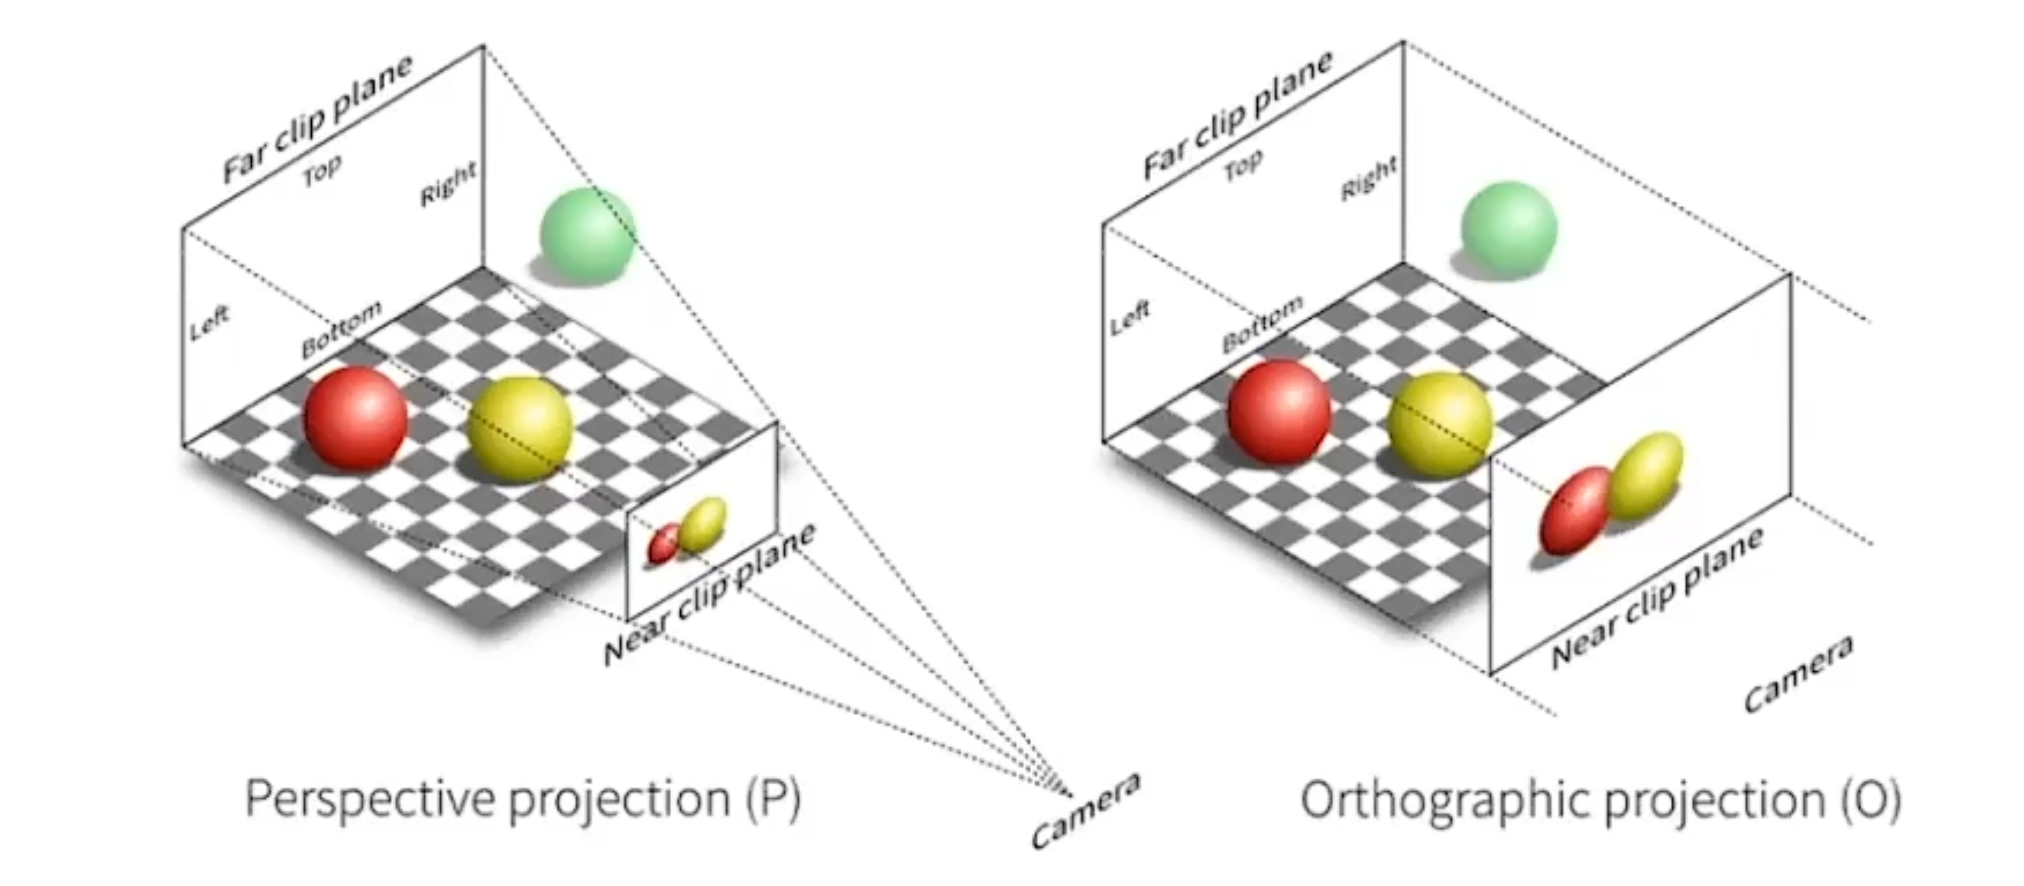 Far clip plane
Top
Right
Left
Bottom
Near clip plane
Camera
Perspective projection (P)
Far clip plane
Top
Right
Left
Bottom
Near clip plane
Camera
Orthographic projection (O)